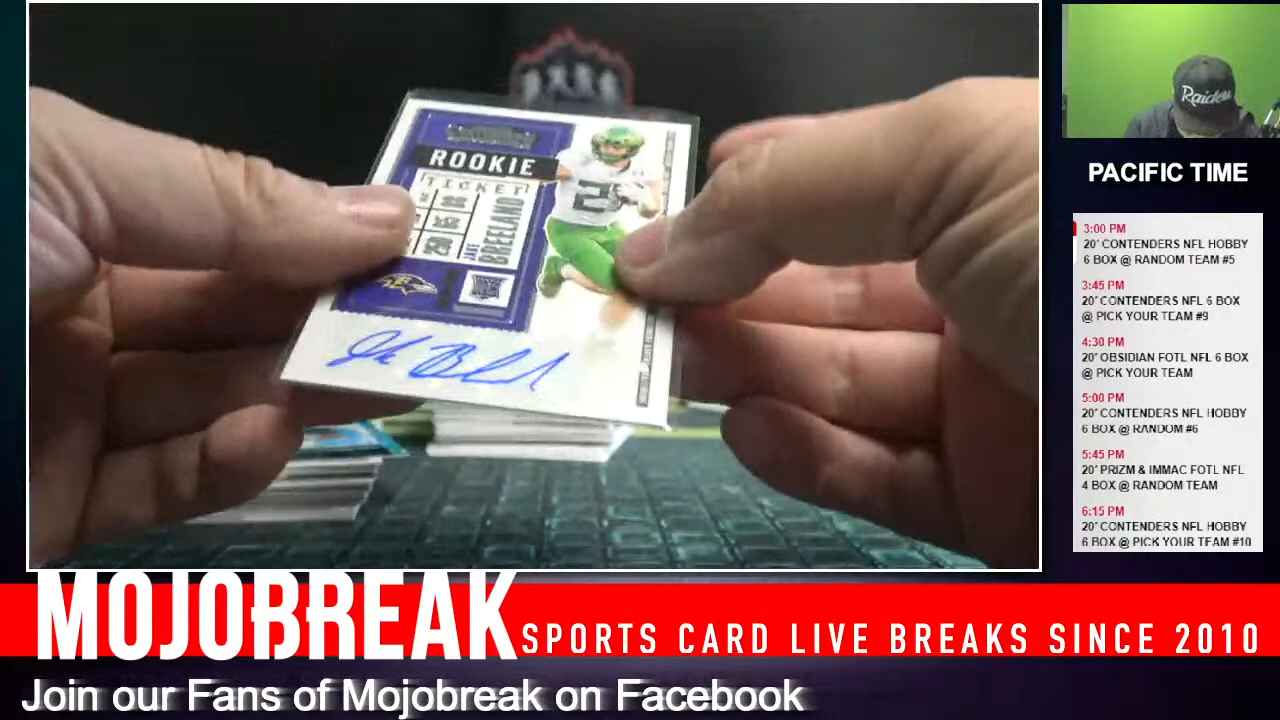 ROOKIE
TICKET
JAKE
BREELAND
Raiders
PACIFIC TIME
3:00 PM
20' CONTENDERS NFL HOBBY
6 BOX @ RANDOM TEAM #5
3:45 PM
20' CONTENDERS NFL 6 BOX
@ PICK YOUR TEAM #9
4:30 PM
20' OBSIDIAN FOTL NFL 6 BOX
@ PICK YOUR TEAM
5:00 PM
20' CONTENDERS NFL HOBBY
6 BOX @ RANDOM #6
5:45 PM
20' PRIZM & IMMAC FOTL NFL
4 BOX @ RANDOM TEAM
6:15 PM
20' CONTENDERS NFL HOBBY
6 BOX @ PICK YOUR TEAM #10
MOJOBREAK
SPORTS CARD LIVE BREAKS SINCE 2010
Join our Fans of Mojobreak on Facebook